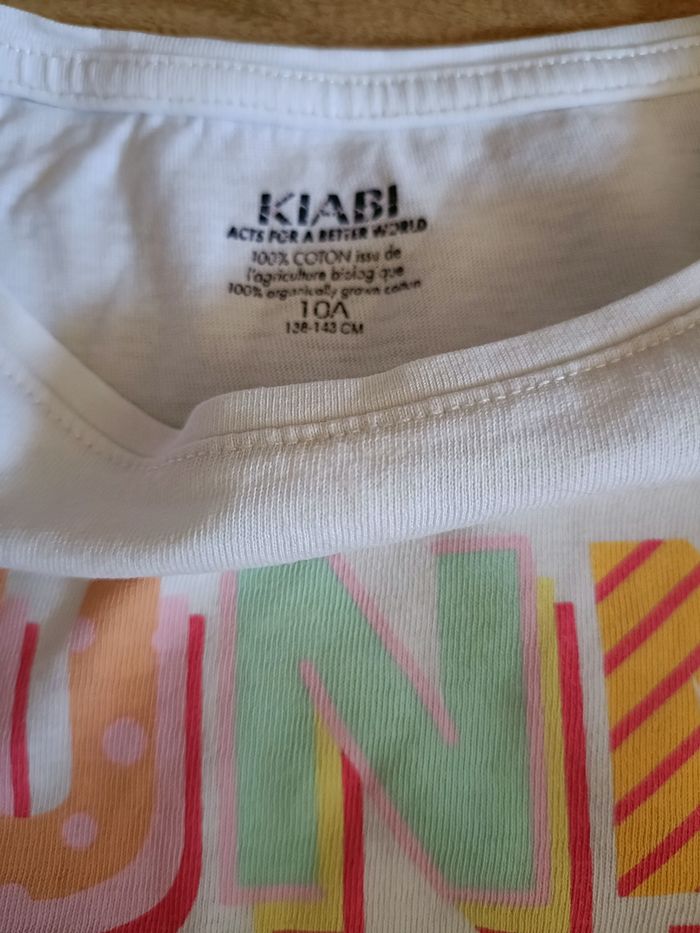 KIABI
ACTS FOR A BETTER WORLD
100% COTON issu de
l'agriculture biologique
100% organically grown cotton
10A
138-143 CM
UN